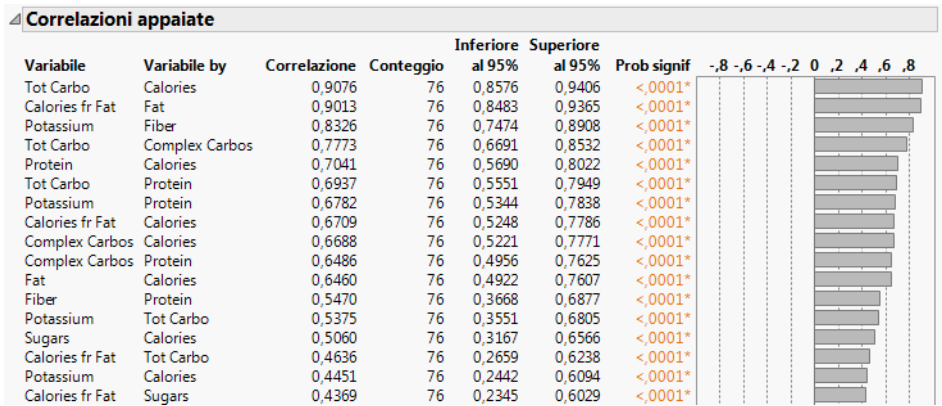 Correlazioni appaiate
Inferiore Superiore
Variabile Variabile by Correlazione Conteggio al 95% al 95% Prob signif -,8 -,6 -,4 -,2 0 ,2 ,4 ,6 ,8
Tot Carbo Calories 0,9076 76 0,8576 0,9406 <,0001*
Calories fr Fat Fat 0,9013 76 0,8483 0,9365 <,0001*
Potassium Fiber 0,8326 76 0,7474 0,8908 <,0001*
Tot Carbo Complex Carbos 0,7773 76 0,6691 0,8532 <,0001*
Protein Calories 0,7041 76 0,5690 0,8022 <,0001*
Tot Carbo Protein 0,6937 76 0,5551 0,7949 <,0001*
Potassium Protein 0,6782 76 0,5344 0,7838 <,0001*
Calories fr Fat Calories 0,6709 76 0,5248 0,7786 <,0001*
Complex Carbos Calories 0,6688 76 0,5221 0,7771 <,0001*
Complex Carbos Protein 0,6486 76 0,4956 0,7625 <,0001*
Fat Calories 0,6460 76 0,4922 0,7607 <,0001*
Fiber Protein 0,5470 76 0,3668 0,6877 <,0001*
Potassium Tot Carbo 0,5375 76 0,3551 0,6805 <,0001*
Sugars Calories 0,5060 76 0,3167 0,6566 <,0001*
Calories fr Fat Tot Carbo 0,4636 76 0,2659 0,6238 <,0001*
Potassium Calories 0,4451 76 0,2442 0,6094 <,0001*
Calories fr Fat Sugars 0,4369 76 0,2345 0,6029 <,0001*